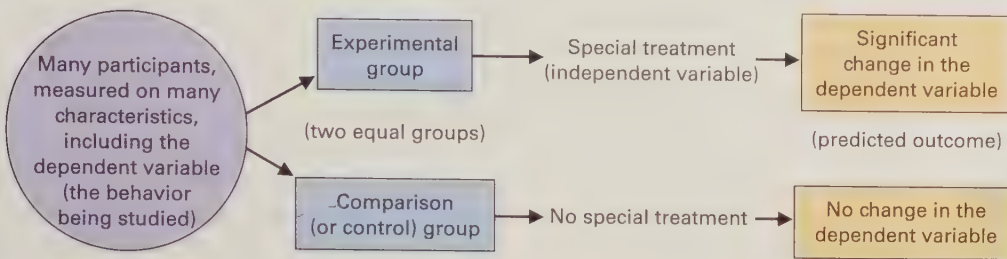 Many participants,
measured on many
characteristics,
including the
dependent variable
(the behavior
being studied)
Experimental
group
Special treatment
(independent variable)
Significant
change in the
dependent variable
(two equal groups)
(predicted outcome)
Comparison
(or control) group
No special treatment
No change in the
dependent variable